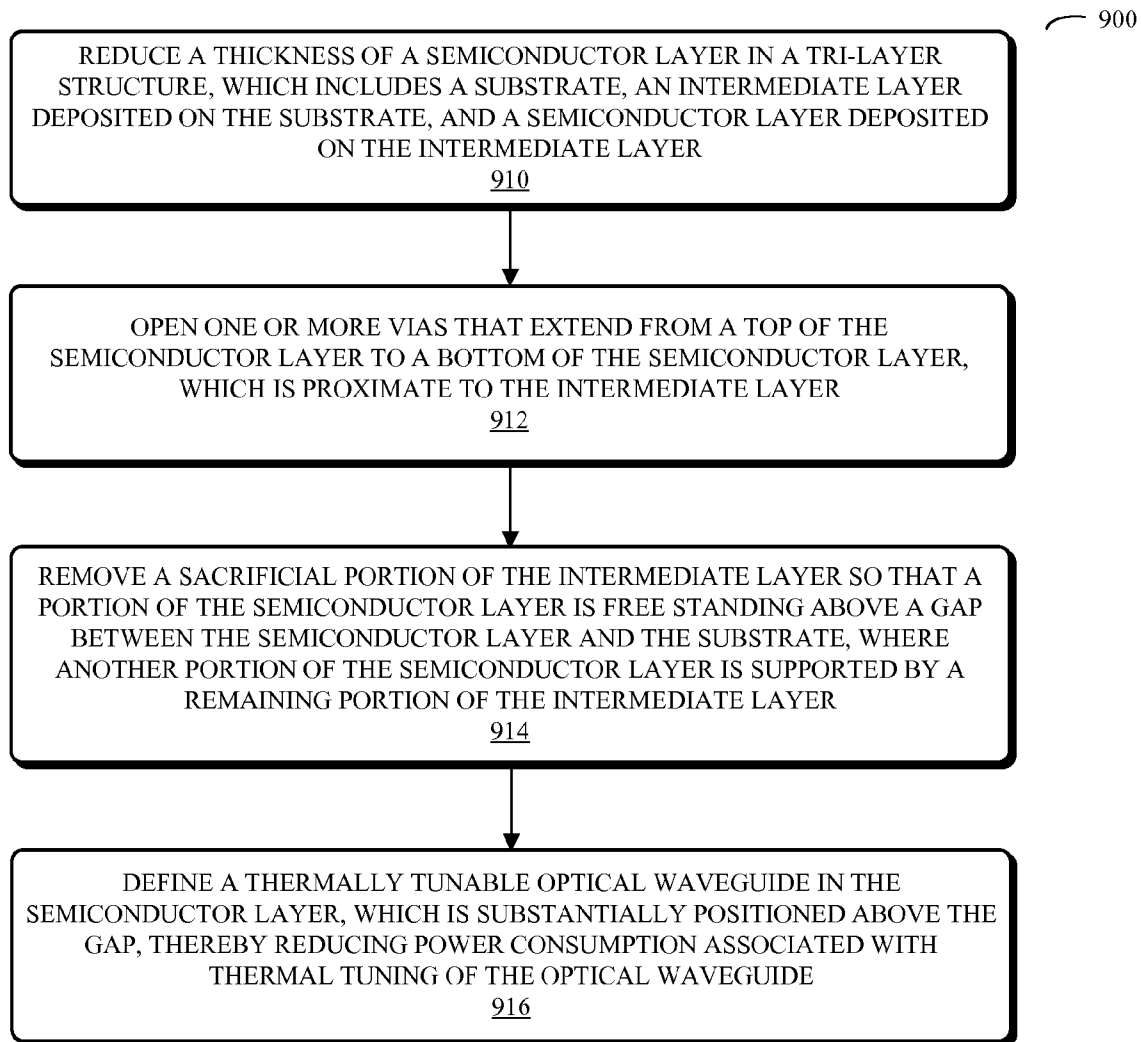 900
REDUCE A THICKNESS OF A SEMICONDUCTOR LAYER IN A TRI-LAYER
STRUCTURE, WHICH INCLUDES A SUBSTRATE, AN INTERMEDIATE LAYER
DEPOSITED ON THE SUBSTRATE, AND A SEMICONDUCTOR LAYER DEPOSITED
ON THE INTERMEDIATE LAYER
910
OPEN ONE OR MORE VIAS THAT EXTEND FROM A TOP OF THE
SEMICONDUCTOR LAYER TO A BOTTOM OF THE SEMICONDUCTOR LAYER,
WHICH IS PROXIMATE TO THE INTERMEDIATE LAYER
912
REMOVE A SACRIFICIAL PORTION OF THE INTERMEDIATE LAYER SO THAT A
PORTION OF THE SEMICONDUCTOR LAYER IS FREE STANDING ABOVE A GAP
BETWEEN THE SEMICONDUCTOR LAYER AND THE SUBSTRATE, WHERE
ANOTHER PORTION OF THE SEMICONDUCTOR LAYER IS SUPPORTED BY A
REMAINING PORTION OF THE INTERMEDIATE LAYER
914
DEFINE A THERMALLY TUNABLE OPTICAL WAVEGUIDE IN THE
SEMICONDUCTOR LAYER, WHICH IS SUBSTANTIALLY POSITIONED ABOVE THE
GAP, THEREBY REDUCING POWER CONSUMPTION ASSOCIATED WITH
THERMAL TUNING OF THE OPTICAL WAVEGUIDE
916